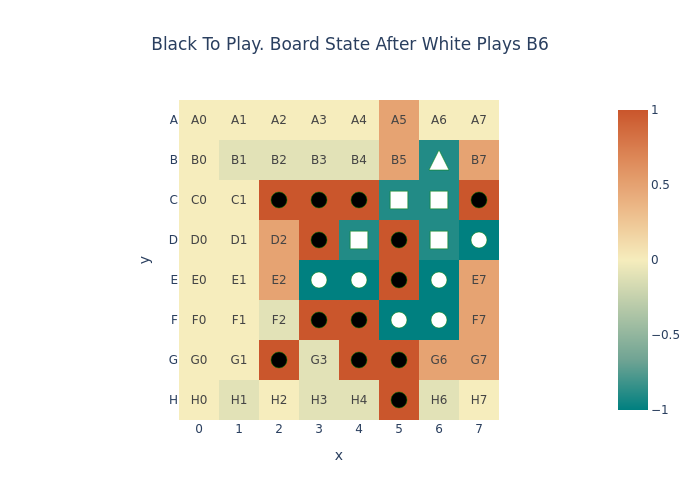 Black To Play. Board State After White Plays B6
A A0 A1 A2 A3 A4 A5 A6 A7
B B0 B1 B2 B3 B4 B5 B7
C C0 C1
D D0 D1 D2
E E0 E1 E2 E7
F F0 F1 F2 F7
G G0 G1 G3 G6 G7
H H0 H1 H2 H3 H4 H6 H7
0 1 2 3 4 5 6 7
x
y
1
0.5
0
−0.5
−1